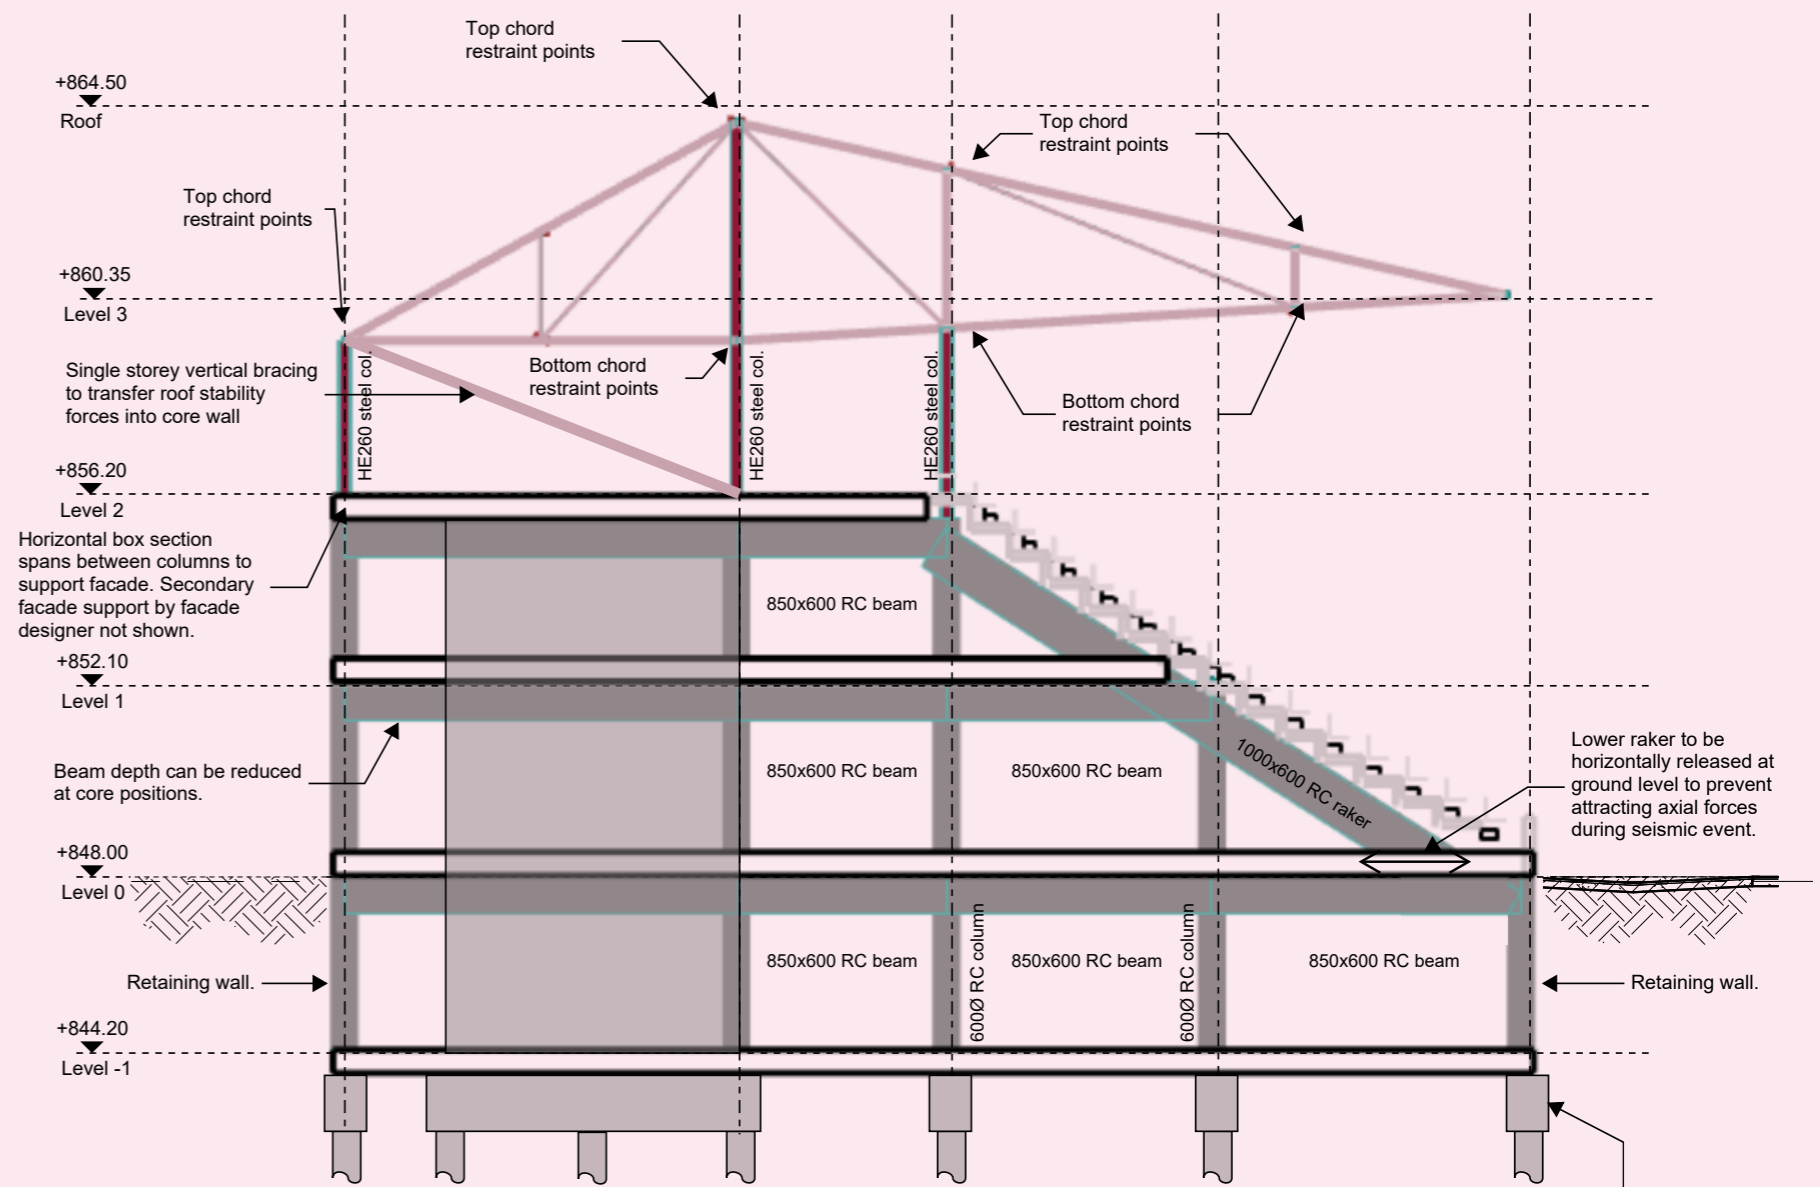 Top chord
restraint points
+864.50
Roof
Top chord
restraint points
Top chord
restraint points
+860.35
Level 3
Single storey vertical bracing
to transfer roof stability
forces into core wall
HE260 steel col.
Bottom chord
restraint points
HE260 steel col.
HE260 steel col.
Bottom chord
restraint points
+856.20
Level 2
Horizontal box section
spans between columns to
support facade. Secondary
facade support by facade
designer not shown.
850x600 RC beam
+852.10
Level 1
Beam depth can be reduced
at core positions.
850x600 RC beam
850x600 RC beam
1000x600 RC raker
Lower raker to be
horizontally released at
ground level to prevent
attracting axial forces
during seismic event.
+848.00
Level 0
850x600 RC beam
600Ø RC column
850x600 RC beam
600Ø RC column
850x600 RC beam
Retaining wall.
Retaining wall.
+844.20
Level -1